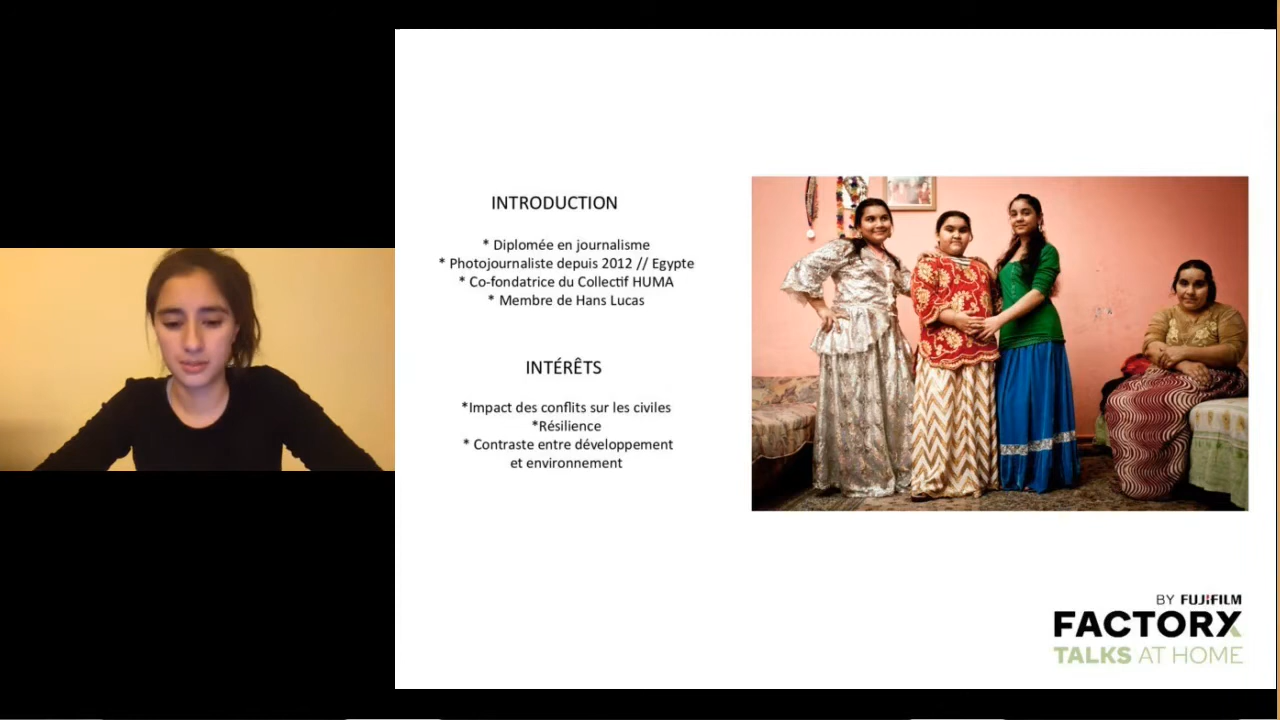 INTRODUCTION
* Diplomée en journalisme
* Photojournaliste depuis 2012 // Egypte
* Co-fondatrice du Collectif HUMA
* Membre de Hans Lucas
INTÉRÊTS
*Impact des conflits sur les civiles
*Résilience
* Contraste entre développement
et environnement
BY FUJIFILM
FACTORX
TALKS AT HOME